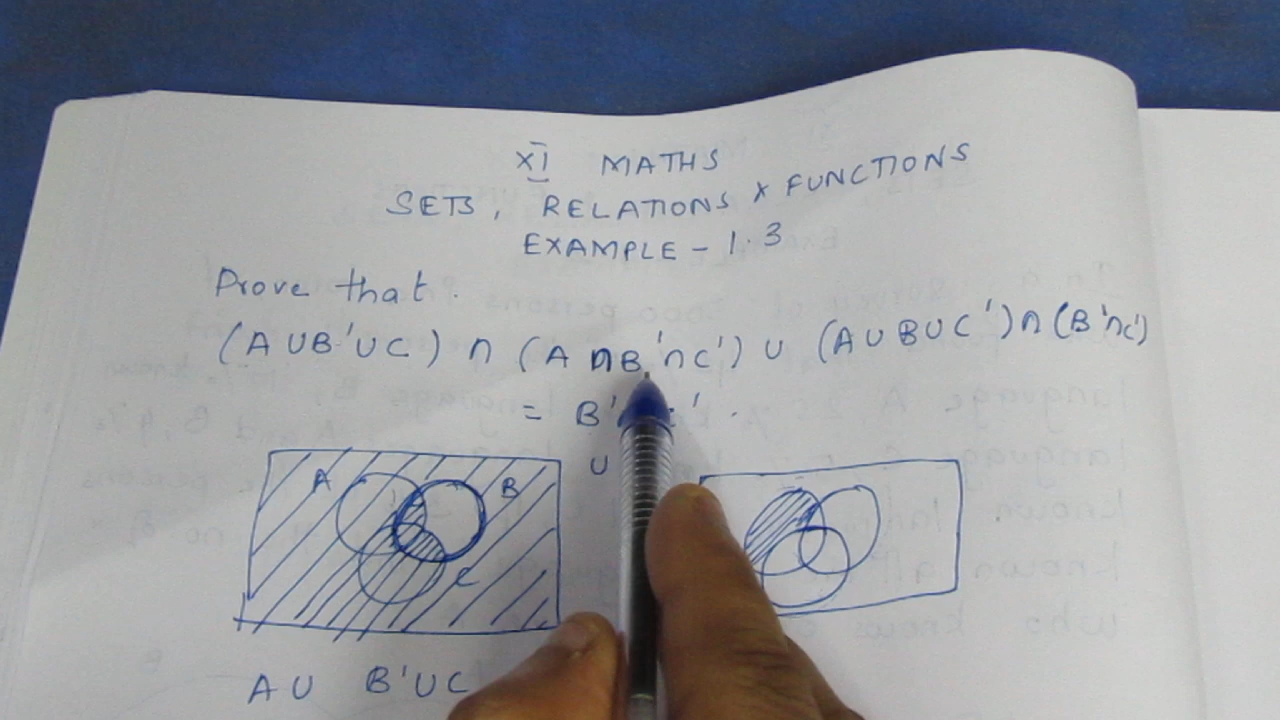 XI MATHS
SETS, RELATIONS & FUNCTIONS
EXAMPLE - 1.3
Prove that.
(A ∪ B' ∪ C) ∩ (A ∩ B' ∩ C') ∪ (A ∪ B ∪ C') ∩ (B' ∩ C')
= B' C'.
∪
A B
C
A ∪ B' ∪ C